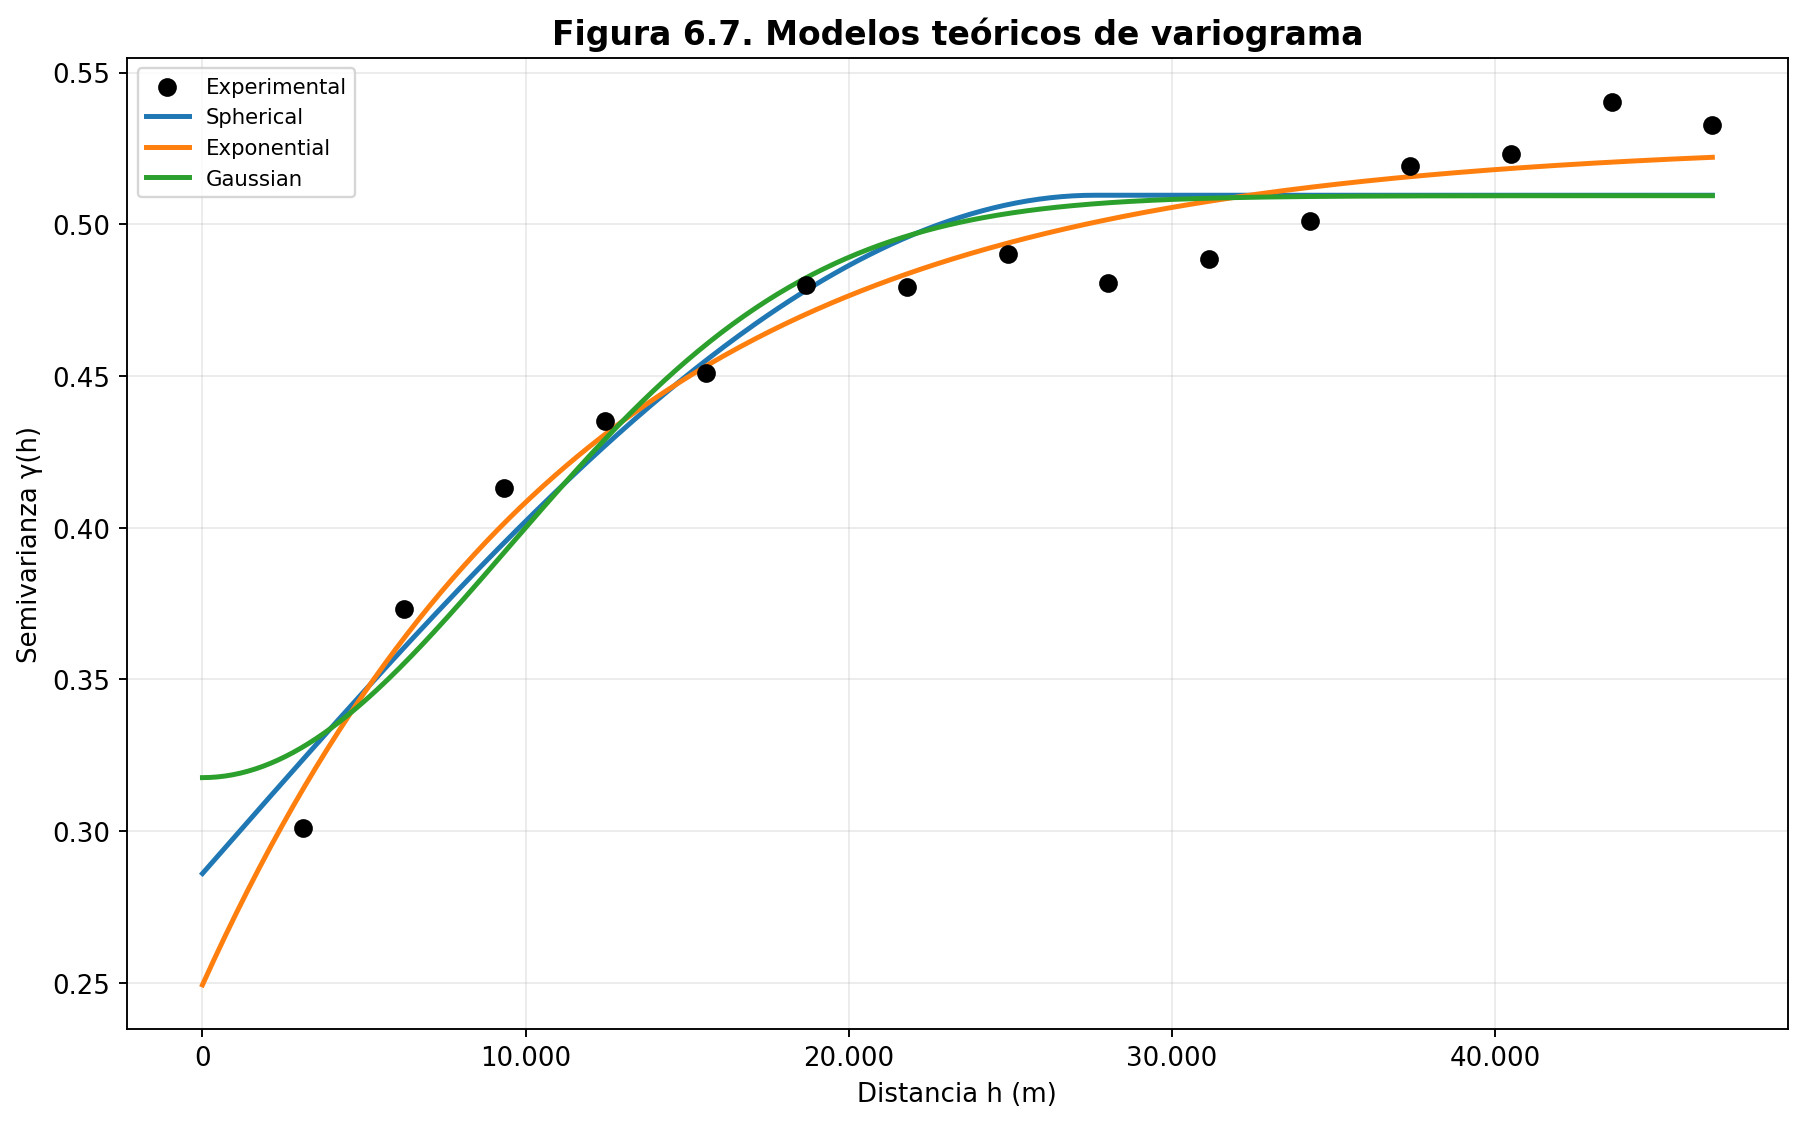 Figura 6.7. Modelos teóricos de variograma
Experimental
Spherical
Exponential
Gaussian
0.55
0.50
0.45
0.40
0.35
0.30
0.25
Semivarianza γ(h)
0
10.000
20.000
30.000
40.000
Distancia h (m)